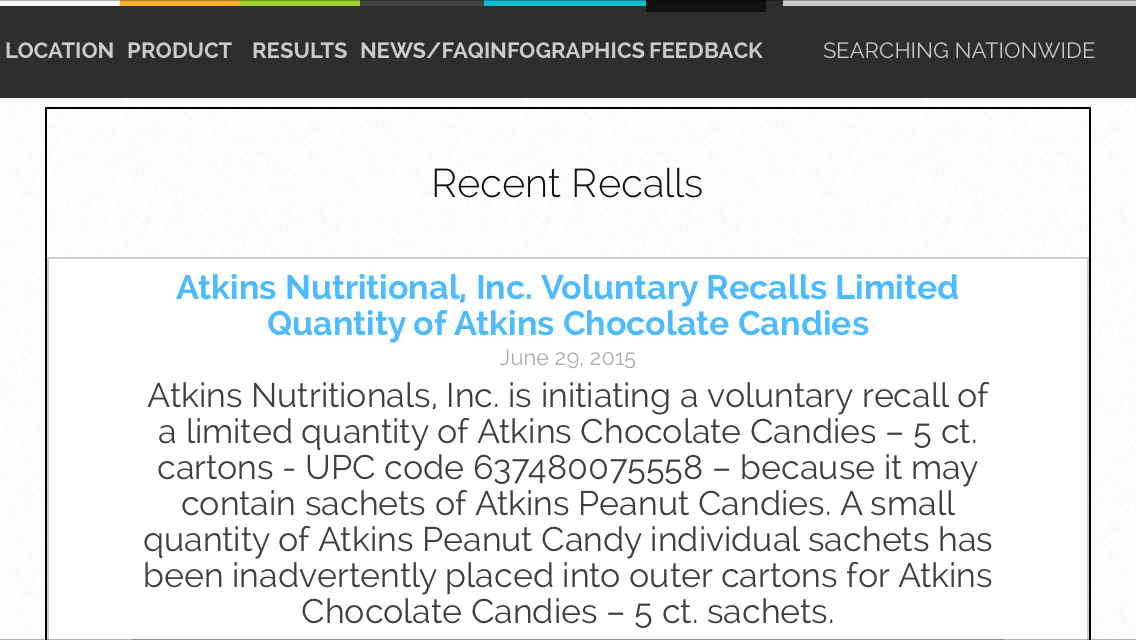 LOCATION PRODUCT RESULTS NEWS/FAQ INFOGRAPHICS FEEDBACK SEARCHING NATIONWIDE
Recent Recalls
Atkins Nutritional, Inc. Voluntary Recalls Limited
Quantity of Atkins Chocolate Candies
June 29, 2015
Atkins Nutritionals, Inc. is initiating a voluntary recall of
a limited quantity of Atkins Chocolate Candies – 5 ct.
cartons - UPC code 637480075558 – because it may
contain sachets of Atkins Peanut Candies. A small
quantity of Atkins Peanut Candy individual sachets has
been inadvertently placed into outer cartons for Atkins
Chocolate Candies – 5 ct. sachets.